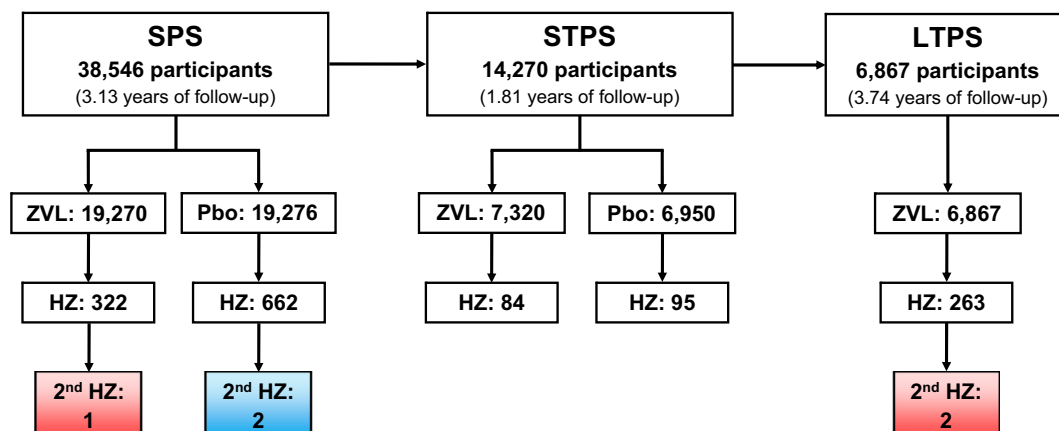 SPS
38,546 participants
(3.13 years of follow-up)
STPS
14,270 participants
(1.81 years of follow-up)
LTPS
6,867 participants
(3.74 years of follow-up)
ZVL: 19,270
Pbo: 19,276
ZVL: 7,320
Pbo: 6,950
ZVL: 6,867
HZ: 322
HZ: 662
HZ: 84
HZ: 95
HZ: 263
2nd HZ:
1
2nd HZ:
2
2nd HZ:
2